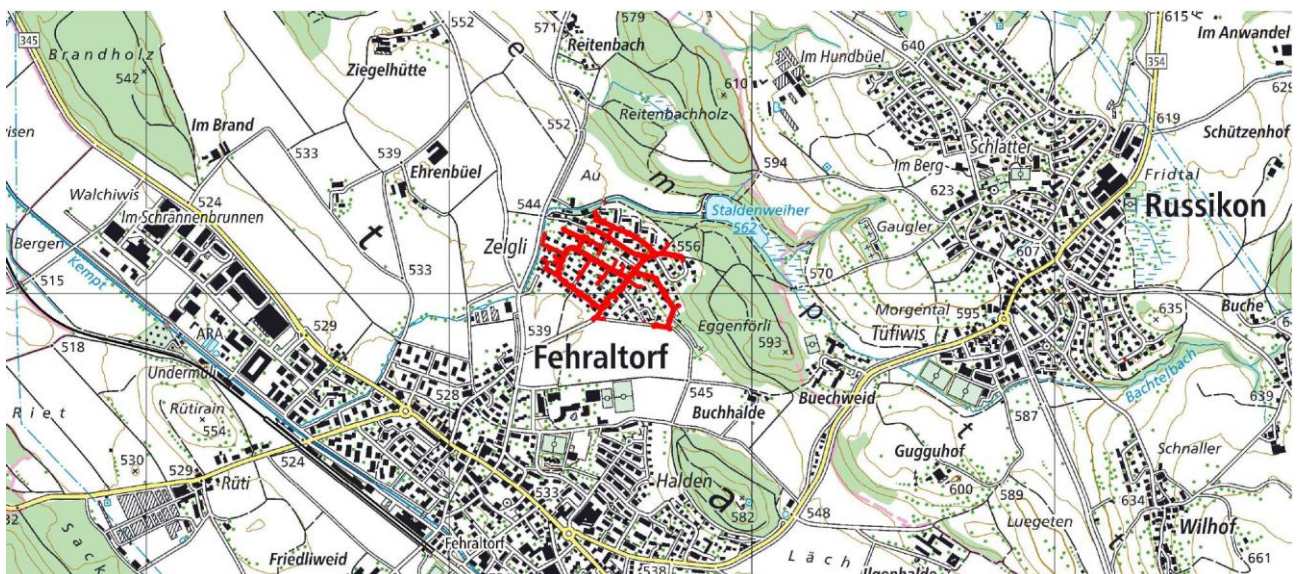 345
Brandholz
542
Ziegelhütte
552
571
Reitenbach
579
e
610
Im Hundbüel
640
615
Im Anwandel
354
629
Im Brand
533
539
552
Reitenbachholz
619
Schützenhof
Ehrenbüel
Au
m
594
Im Berg
Schlatter
623
Fridtal
Walchiwis
524
Im Schrännenbrunnen
t
544
Staldenweiher
562
Russikon
Bergen
Zelgli
556
Gaugler
607
515
Kempt
533
570
Buche
ARA
529
539
Eggenförli
593
p
Morgental
595
Tüfiwis
635
518
Undermüli
Fehraltorf
Bachtelbach
Riet
Rütirain
554
528
545
Buchhalde
Buechweid
587
639
530
529
524
Rüti
Halden
a
t
Gugguhof
600
589
Schnaller
634
32
533
582
548
Luegeten
Wilhof
Friedliweid
Fehraltorf
538
661